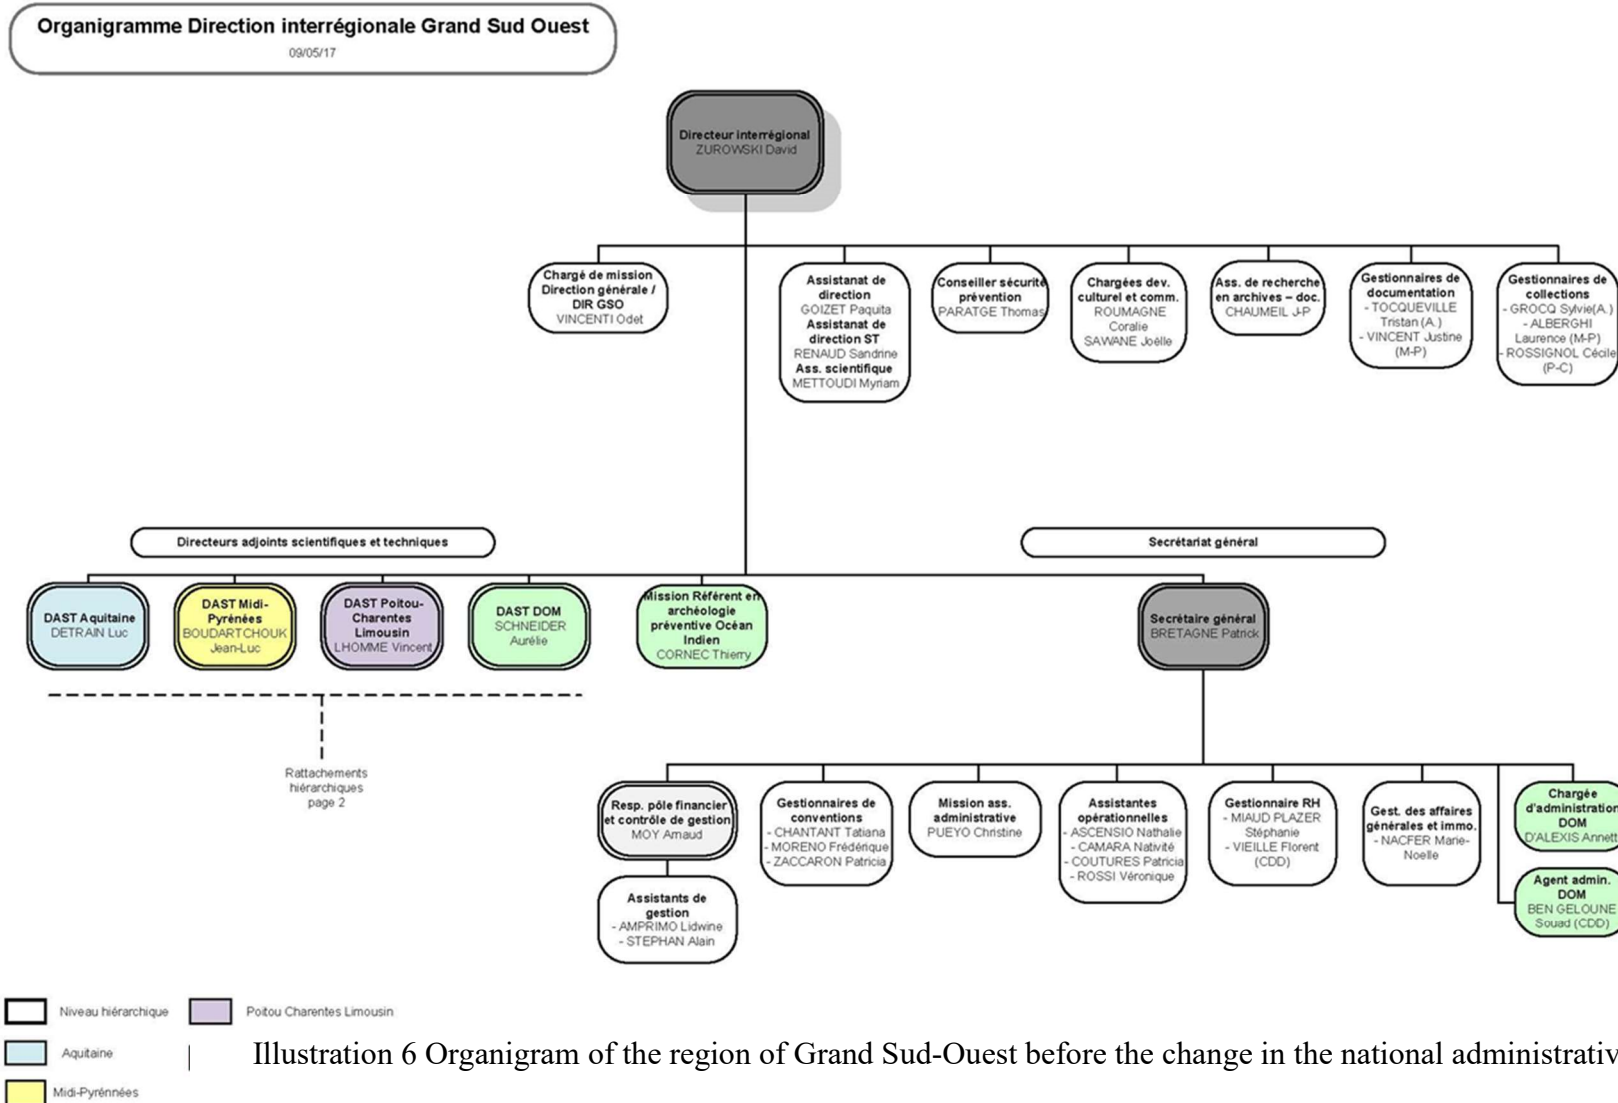 Organigramme Direction interrégionale Grand Sud Ouest
09/05/17
Directeur interrégional
ZUROWSKI David
Chargé de mission
Direction générale /
DIR GSO
VINCENTI Odet
Assistanat de
direction
GOIZET Paquita
Assistanat de
direction ST
RENAUD Sandrine
Ass. scientifique
METTOUDI Myriam
Conseiller sécurité
prévention
PARATGE Thomas
Chargées dev.
culturel et comm.
ROUMAGNE
Coralie
SAWANE Joëlle
Ass. de recherche
en archives – doc.
CHAUMEIL J-P
Gestionnaires de
documentation
- TOCQUEVILLE
Tristan (A.)
- VINCENT Justine
(M-P)
Gestionnaires de
collections
- GROCQ Sylvie(A.)
- ALBERGHI
Laurence (M-P)
- ROSSIGNOL Cécile
(P-C)
Directeurs adjoints scientifiques et techniques
Secrétariat général
DAST Aquitaine
DETRAIN Luc
DAST Midi-
Pyrénées
BOUDARTCHOUK
Jean-Luc
DAST Poitou-
Charentes
Limousin
LHOMME Vincent
DAST DOM
SCHNEIDER
Aurélie
Mission Référent en
archéologie
préventive Océan
Indien
CORNEC Thierry
Secrétaire général
BRETAGNE Patrick
Rattachements
hiérarchiques
page 2
Resp. pôle financier
et contrôle de gestion
MOY Arnaud
Assistants de
gestion
- AMPRIMO Lidwine
- STEPHAN Alain
Gestionnaires de
conventions
- CHANTANT Tatiana
- MORENO Frédérique
- ZACCARON Patricia
Mission ass.
administrative
PUEYO Christine
Assistantes
opérationnelles
- ASCENSIO Nathalie
- CAMARA Nativité
- COUTURES Patricia
- ROSSI Véronique
Gestionnaire RH
- MIAUD PLAZER
Stéphanie
- VIEILLE Florent
(CDD)
Gest. des affaires
générales et immo.
- NACFER Marie-
Noelle
Chargée
d'administration
DOM
D'ALEXIS Annett
Agent admin.
DOM
BEN GELOUNE
Souad (CDD)
Niveau hiérarchique
Poitou Charentes Limousin
Aquitaine
Midi-Pyrénnées
Illustration 6 Organigram of the region of Grand Sud-Ouest before the change in the national administrativ